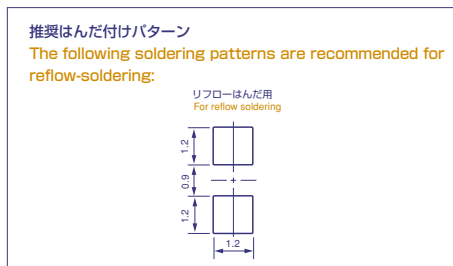 推奨はんだ付けパターン
The following soldering patterns are recommended for
reflow-soldering:
リフローはんだ用
For reflow soldering
1.2
0.9
1.2
1.2